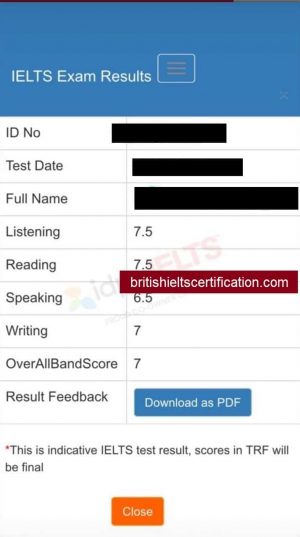 IELTS Exam Results
ID No
Test Date
Full Name
Listening 7.5
Reading 7.5
britishieltscertification.com
Speaking 6.5
Writing 7
OverAllBandScore 7
Result Feedback Download as PDF
*This is indicative IELTS test result, scores in TRF will
be final
Close